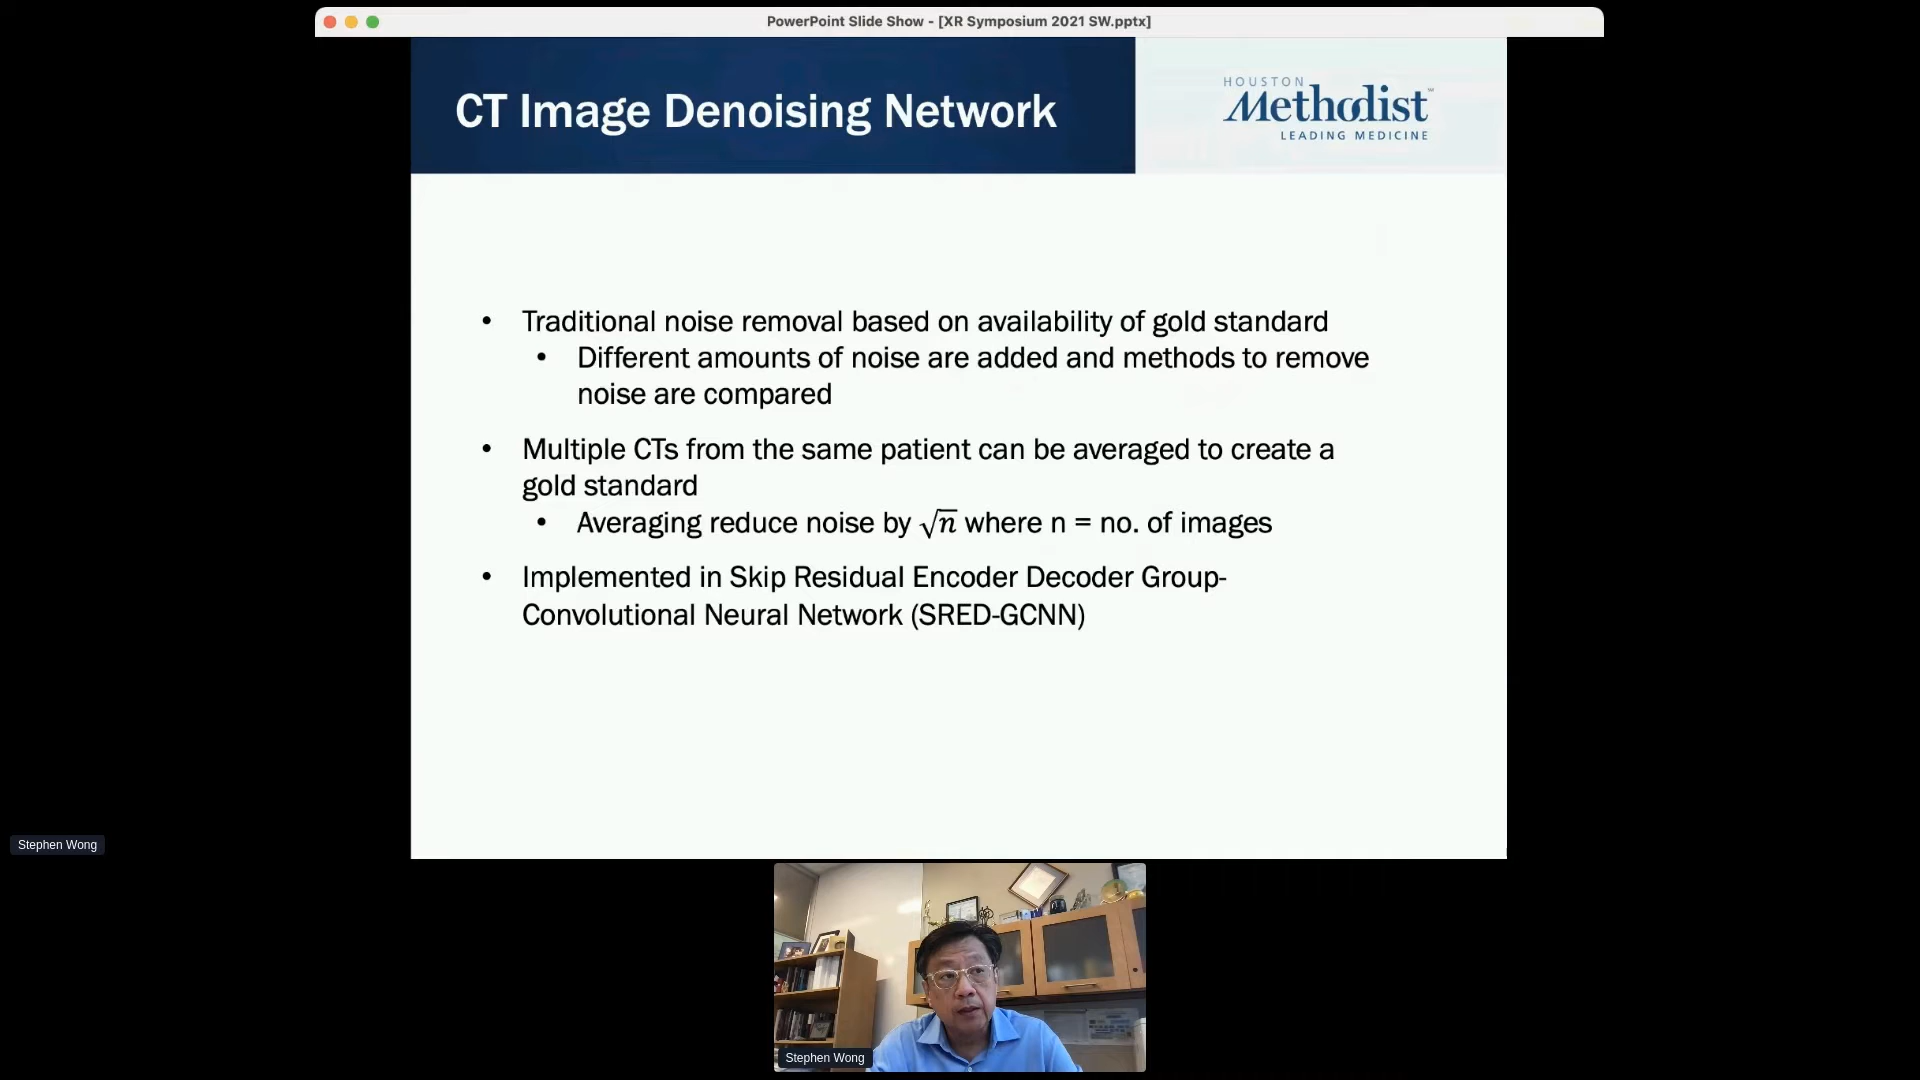 PowerPoint Slide Show - [XR Symposium 2021 SW.pptx]
CT Image Denoising Network
HOUSTON
Methodist
LEADING MEDICINE
• Traditional noise removal based on availability of gold standard
• Different amounts of noise are added and methods to remove
noise are compared
• Multiple CTs from the same patient can be averaged to create a
gold standard
• Averaging reduce noise by √n where n = no. of images
• Implemented in Skip Residual Encoder Decoder Group-
Convolutional Neural Network (SRED-GCNN)
Stephen Wong
Stephen Wong